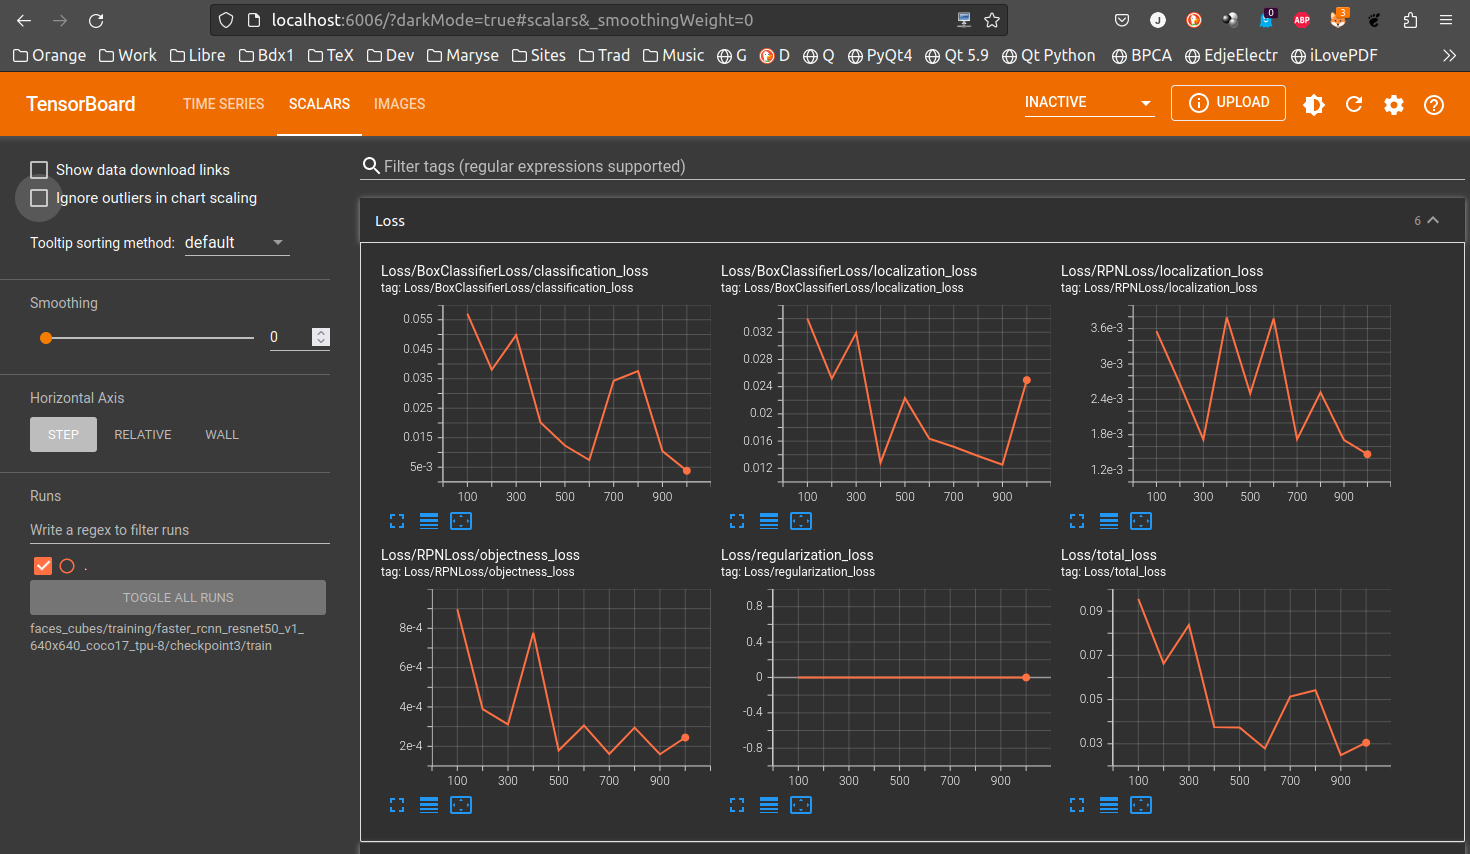 localhost:6006/?darkMode=true#scalars&_smoothingWeight=0
J
0
ABP
3
Orange Work Libre Bdx1 TeX Dev Maryse Sites Trad Music G D Q PyQt4 Qt 5.9 Qt Python BPCA EdjeElectr iLovePDF
TensorBoard TIME SERIES SCALARS IMAGES INACTIVE UPLOAD
Show data download links
Ignore outliers in chart scaling
Tooltip sorting method: default
Smoothing
0
Horizontal Axis
STEP RELATIVE WALL
Runs
Write a regex to filter runs
.
TOGGLE ALL RUNS
faces_cubes/training/faster_rcnn_resnet50_v1_
640x640_coco17_tpu-8/checkpoint3/train
Filter tags (regular expressions supported)
Loss 6
Loss/BoxClassifierLoss/classification_loss
tag: Loss/BoxClassifierLoss/classification_loss
0.055
0.045
0.035
0.025
0.015
5e-3
100 300 500 700 900
Loss/BoxClassifierLoss/localization_loss
tag: Loss/BoxClassifierLoss/localization_loss
0.032
0.028
0.024
0.02
0.016
0.012
100 300 500 700 900
Loss/RPNLoss/localization_loss
tag: Loss/RPNLoss/localization_loss
3.6e-3
3e-3
2.4e-3
1.8e-3
1.2e-3
100 300 500 700 900
Loss/RPNLoss/objectness_loss
tag: Loss/RPNLoss/objectness_loss
8e-4
6e-4
4e-4
2e-4
100 300 500 700 900
Loss/regularization_loss
tag: Loss/regularization_loss
0.8
0.4
0
-0.4
-0.8
100 300 500 700 900
Loss/total_loss
tag: Loss/total_loss
0.09
0.07
0.05
0.03
100 300 500 700 900